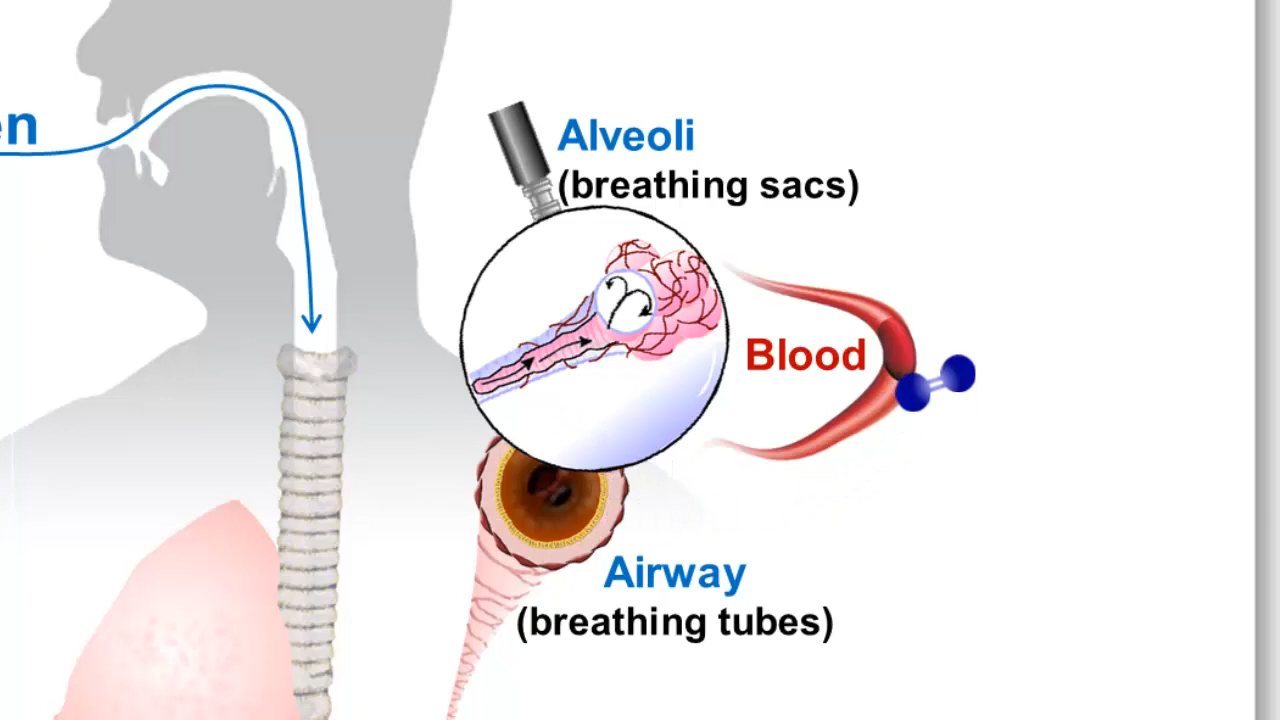 en
Alveoli
(breathing sacs)
Blood
Airway
(breathing tubes)